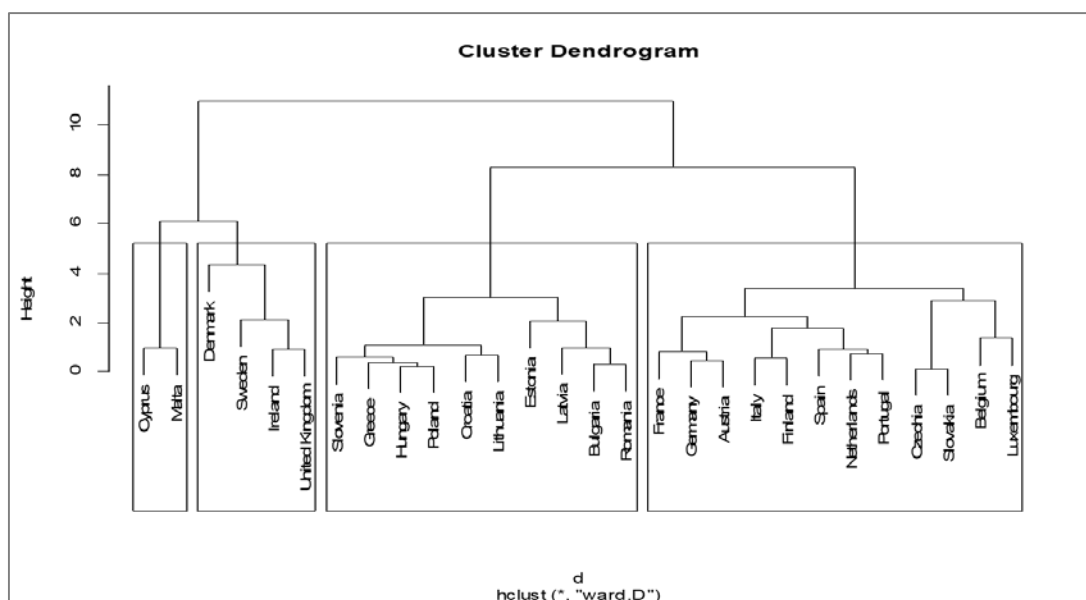 Cluster Dendrogram
Height
10
8
6
4
2
0
Cyprus
Malta
Denmark
Sweden
Ireland
United Kingdom
Slovenia
Greece
Hungary
Poland
Croatia
Lithuania
Estonia
Latvia
Bulgaria
Romania
France
Germany
Austria
Italy
Finland
Spain
Netherlands
Portugal
Czechia
Slovakia
Belgium
Luxembourg
d
hclust (*, "ward.D")